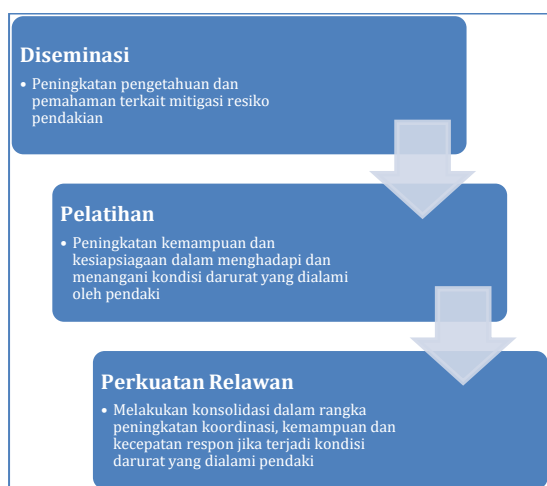 Diseminasi
• Peningkatan pengetahuan dan
pemahaman terkait mitigasi resiko
pendakian
Pelatihan
• Peningkatan kemampuan dan
kesiapsiagaan dalam menghadapi dan
menangani kondisi darurat yang dialami
oleh pendaki
Perkuatan Relawan
• Melakukan konsolidasi dalam rangka
peningkatan koordinasi, kemampuan dan
kecepatan respon jika terjadi kondisi
darurat yang dialami pendaki